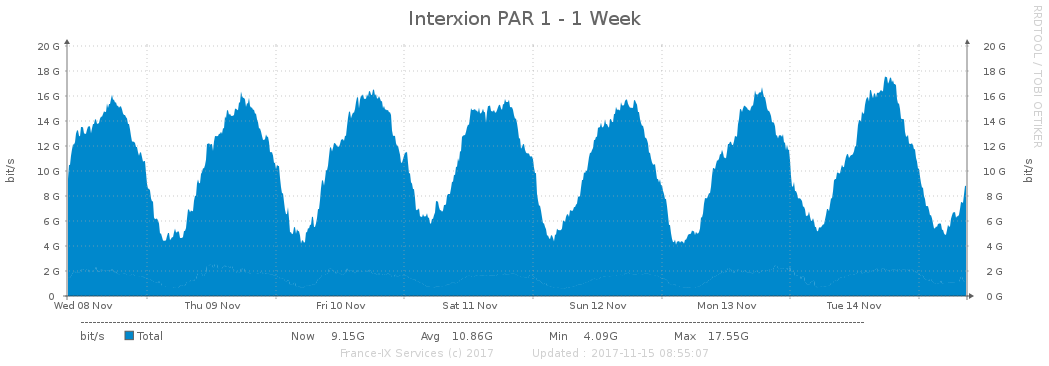 Interxion PAR 1 - 1 Week
RRDTOOL / TOBI OETIKER
20 G 20 G
18 G 18 G
16 G 16 G
14 G 14 G
12 G 12 G
10 G 10 G
8 G 8 G
6 G 6 G
4 G 4 G
2 G 2 G
0 0 G
bit/s
bit/s
Wed 08 Nov Thu 09 Nov Fri 10 Nov Sat 11 Nov Sun 12 Nov Mon 13 Nov Tue 14 Nov
bit/s Total Now 9.15G Avg 10.86G Min 4.09G Max 17.55G
France-IX Services (c) 2017 Updated : 2017-11-15 08:55:07